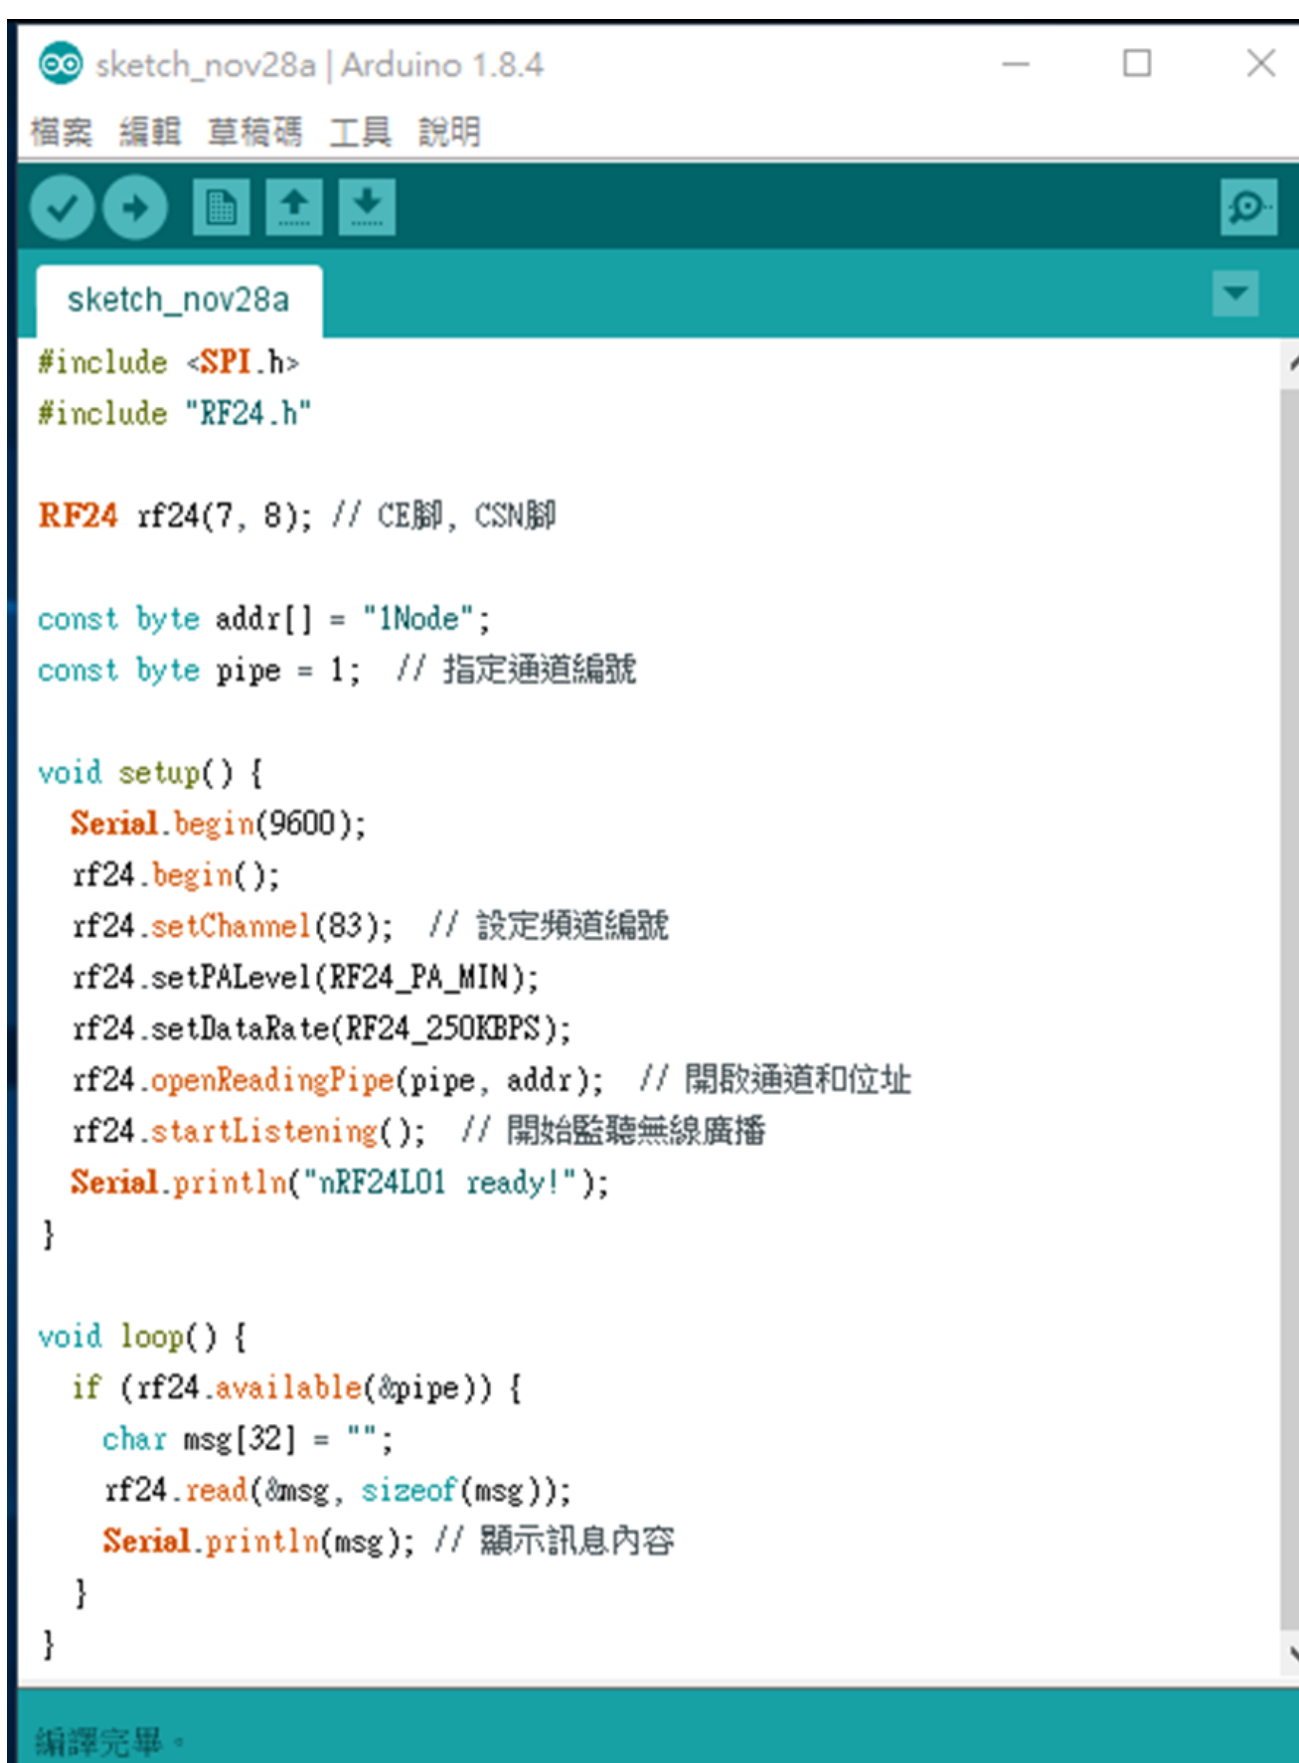 sketch_nov28a | Arduino 1.8.4
檔案 編輯 草稿碼 工具 說明
sketch_nov28a
#include <SPI.h>
#include "RF24.h"
RF24 rf24(7, 8); // CE腳, CSN腳
const byte addr[] = "1Node";
const byte pipe = 1;  // 指定通道編號
void setup() {
  Serial.begin(9600);
  rf24.begin();
  rf24.setChannel(83);  // 設定頻道編號
  rf24.setPALevel(RF24_PA_MIN);
  rf24.setDataRate(RF24_250KBPS);
  rf24.openReadingPipe(pipe, addr);  // 開啟通道和位址
  rf24.startListening();  // 開始監聽無線廣播
  Serial.println("nRF24L01 ready!");
}
void loop() {
  if (rf24.available(&pipe)) {
    char msg[32] = "";
    rf24.read(&msg, sizeof(msg));
    Serial.println(msg); // 顯示訊息內容
  }
}
編譯完畢。